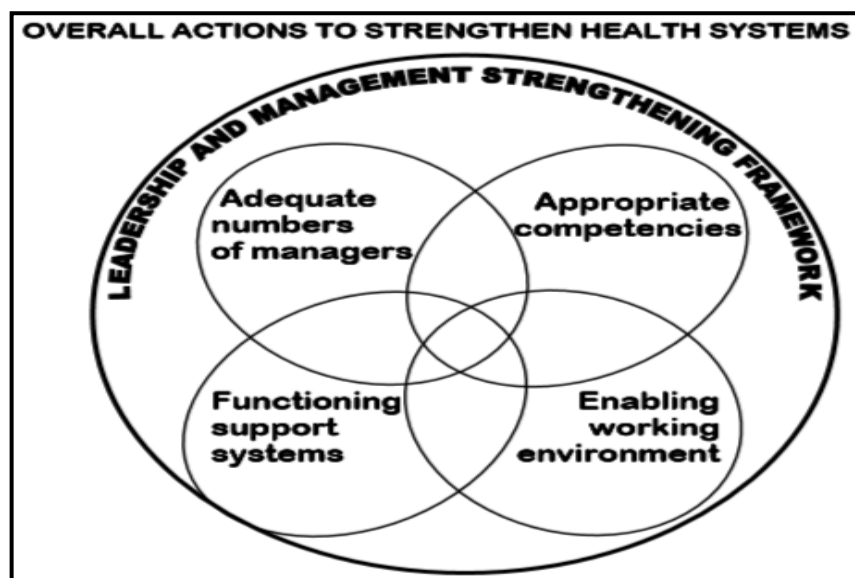 OVERALL ACTIONS TO STRENGTHEN HEALTH SYSTEMS
LEADERSHIP AND MANAGEMENT STRENGTHENING FRAMEWORK
Adequate
numbers
of managers
Appropriate
competencies
Functioning
support
systems
Enabling
working
environment